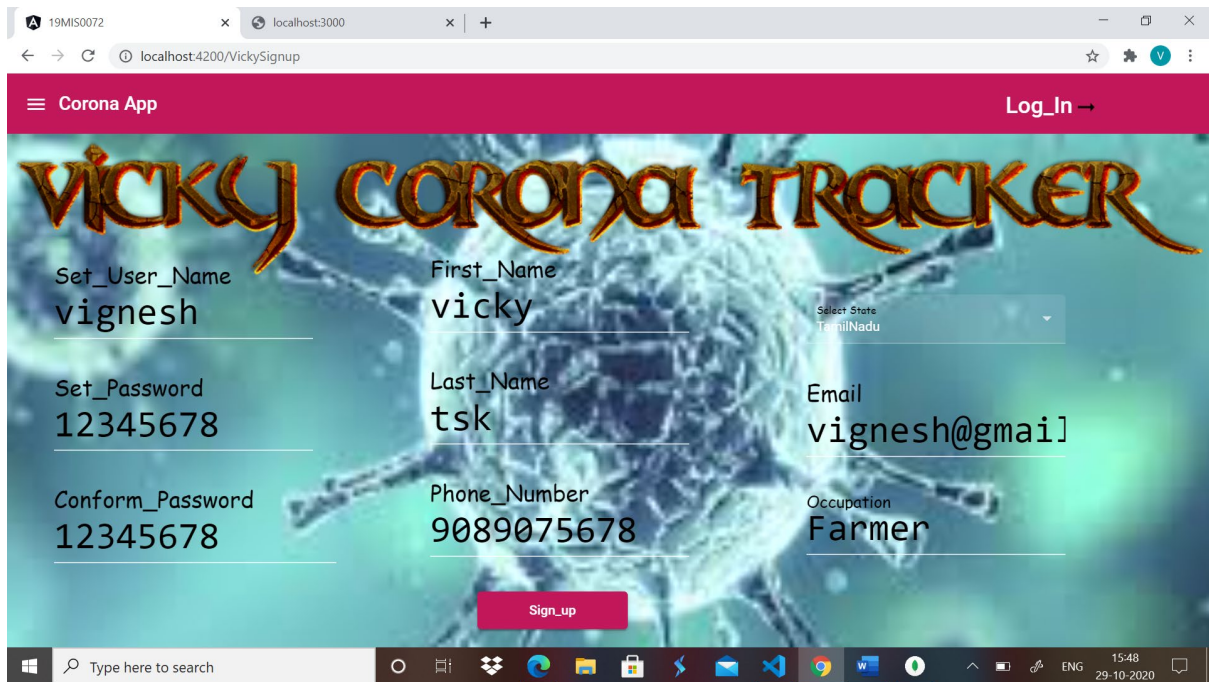 19MIS0072
localhost:3000
localhost:4200/VickySignup
V
Corona App
Log_In→
VICKY CORONA TRACKER
Set_User_Name
vignesh
First_Name
vicky
Select State
TamilNadu
Set_Password
12345678
Last_Name
tsk
Email
vignesh@gmail
Conform_Password
12345678
Phone_Number
9089075678
Occupation
Farmer
Sign_up
Type here to search
ENG
15:48
29-10-2020